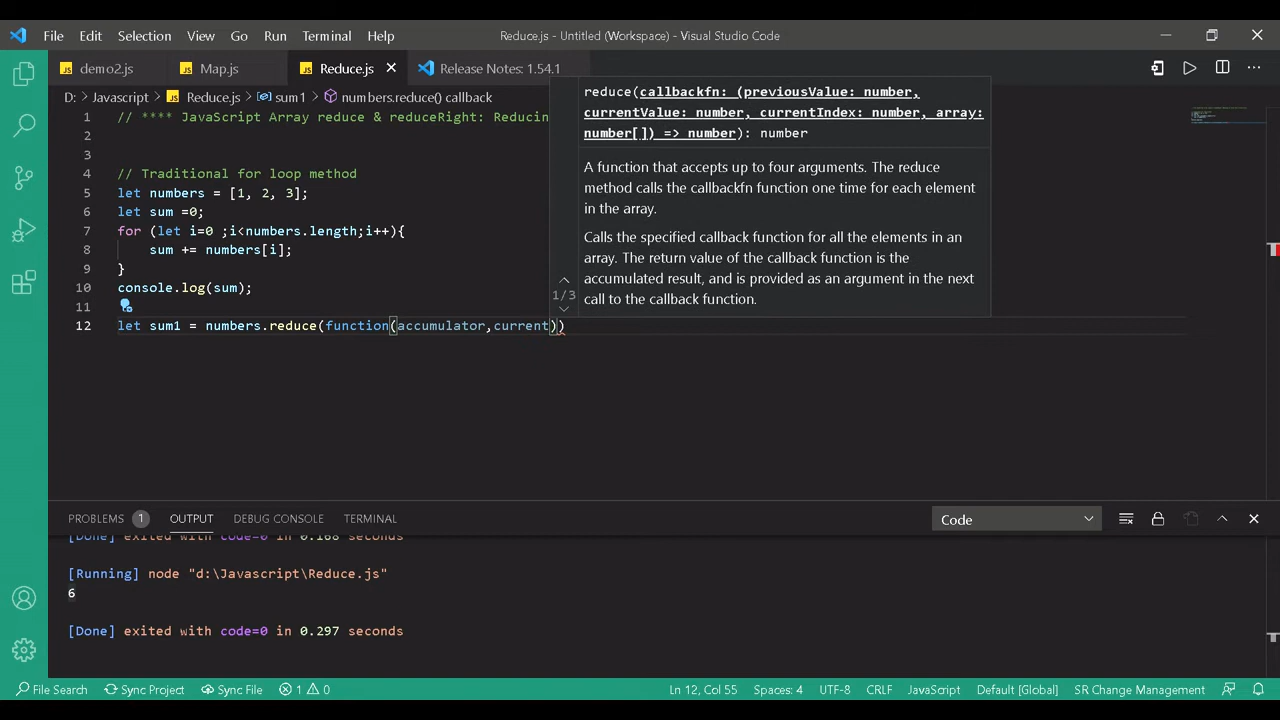 File Edit Selection View Go Run Terminal Help Reduce.js - Untitled (Workspace) - Visual Studio Code
demo2.js Map.js Reduce.js Release Notes: 1.54.1
D: > Javascript > Reduce.js > sum1 > numbers.reduce() callback
1 // **** JavaScript Array reduce & reduceRight: Reducin
2
3
4 // Traditional for loop method
5 let numbers = [1, 2, 3];
6 let sum =0;
7 for (let i=0 ;i<numbers.length;i++){
8 sum += numbers[i];
9 }
10 console.log(sum);
11
12 let sum1 = numbers.reduce(function(accumulator,current))
reduce(callbackfn: (previousValue: number,
currentValue: number, currentIndex: number, array:
number[]) => number): number
A function that accepts up to four arguments. The reduce
method calls the callbackfn function one time for each element
in the array.
Calls the specified callback function for all the elements in an
array. The return value of the callback function is the
accumulated result, and is provided as an argument in the next
call to the callback function.
1/3
PROBLEMS 1 OUTPUT DEBUG CONSOLE TERMINAL Code
[Done] exited with code=0 in 0.168 seconds
[Running] node "d:\Javascript\Reduce.js"
6
[Done] exited with code=0 in 0.297 seconds
File Search Sync Project Sync File 1 0 Ln 12, Col 55 Spaces: 4 UTF-8 CRLF JavaScript Default [Global] SR Change Management